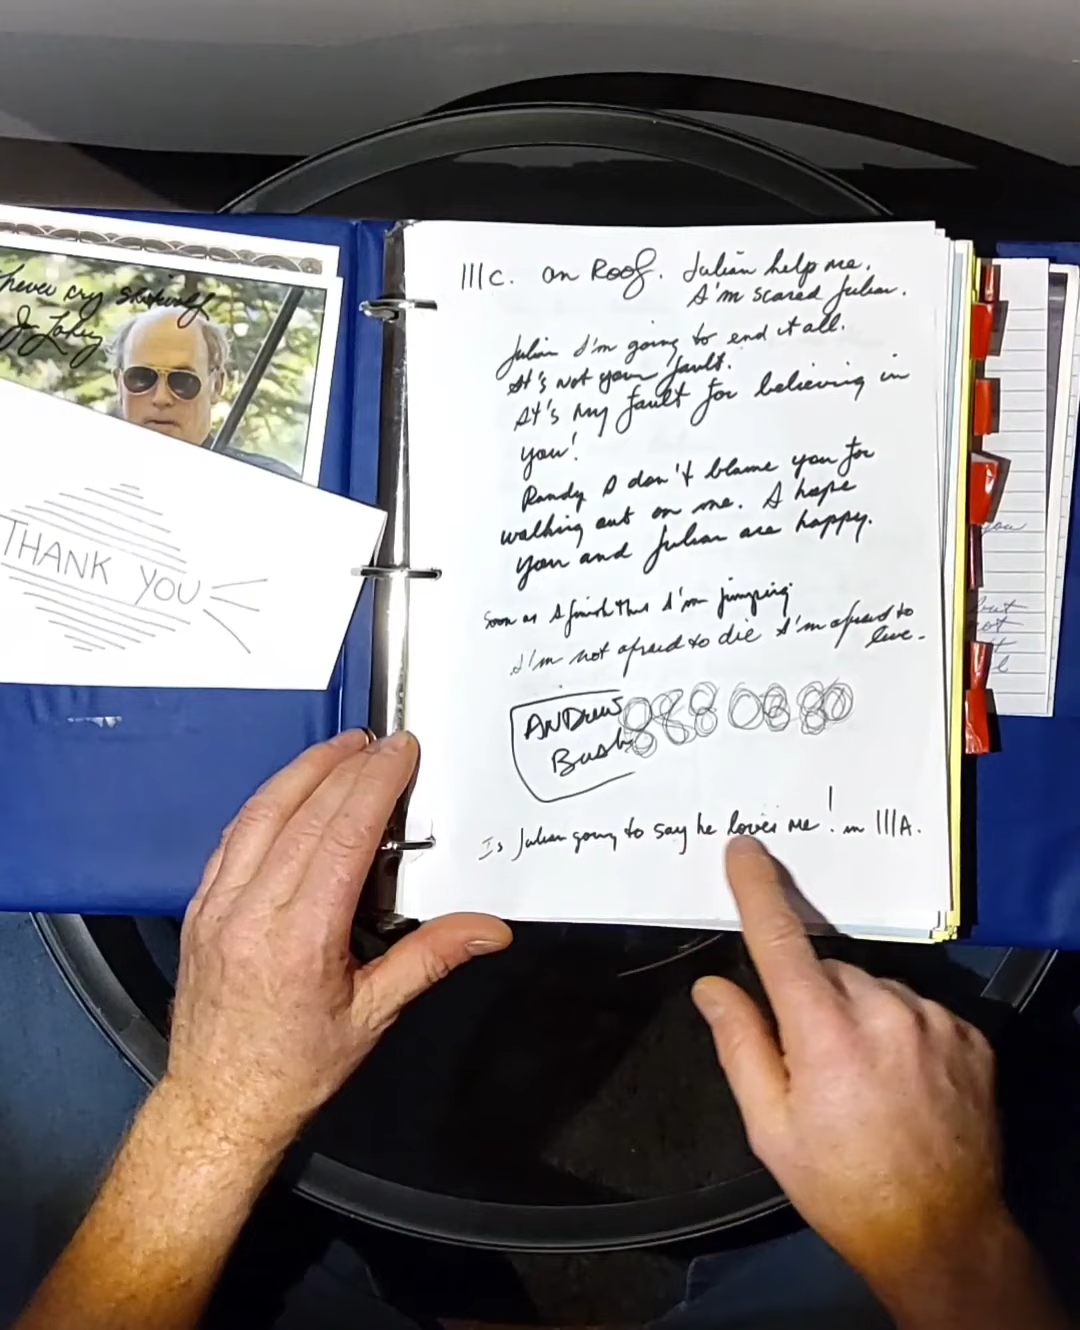 never cry shitwolf
THANK YOU
IIIc. on Roof. Julian help me.
I'm scared Julian.
Julian I'm going to end it all.
It's not your fault.
It's my fault for believing in
you!
Randy I don't blame you for
walking out on me. I hope
you and Julian are happy.
Soon as I finish this I'm jumping
I'm not afraid to die I'm afraid to
live.
ANDrew
Bush
Is Julian going to say he loves me! in IIIA.
you
but
not